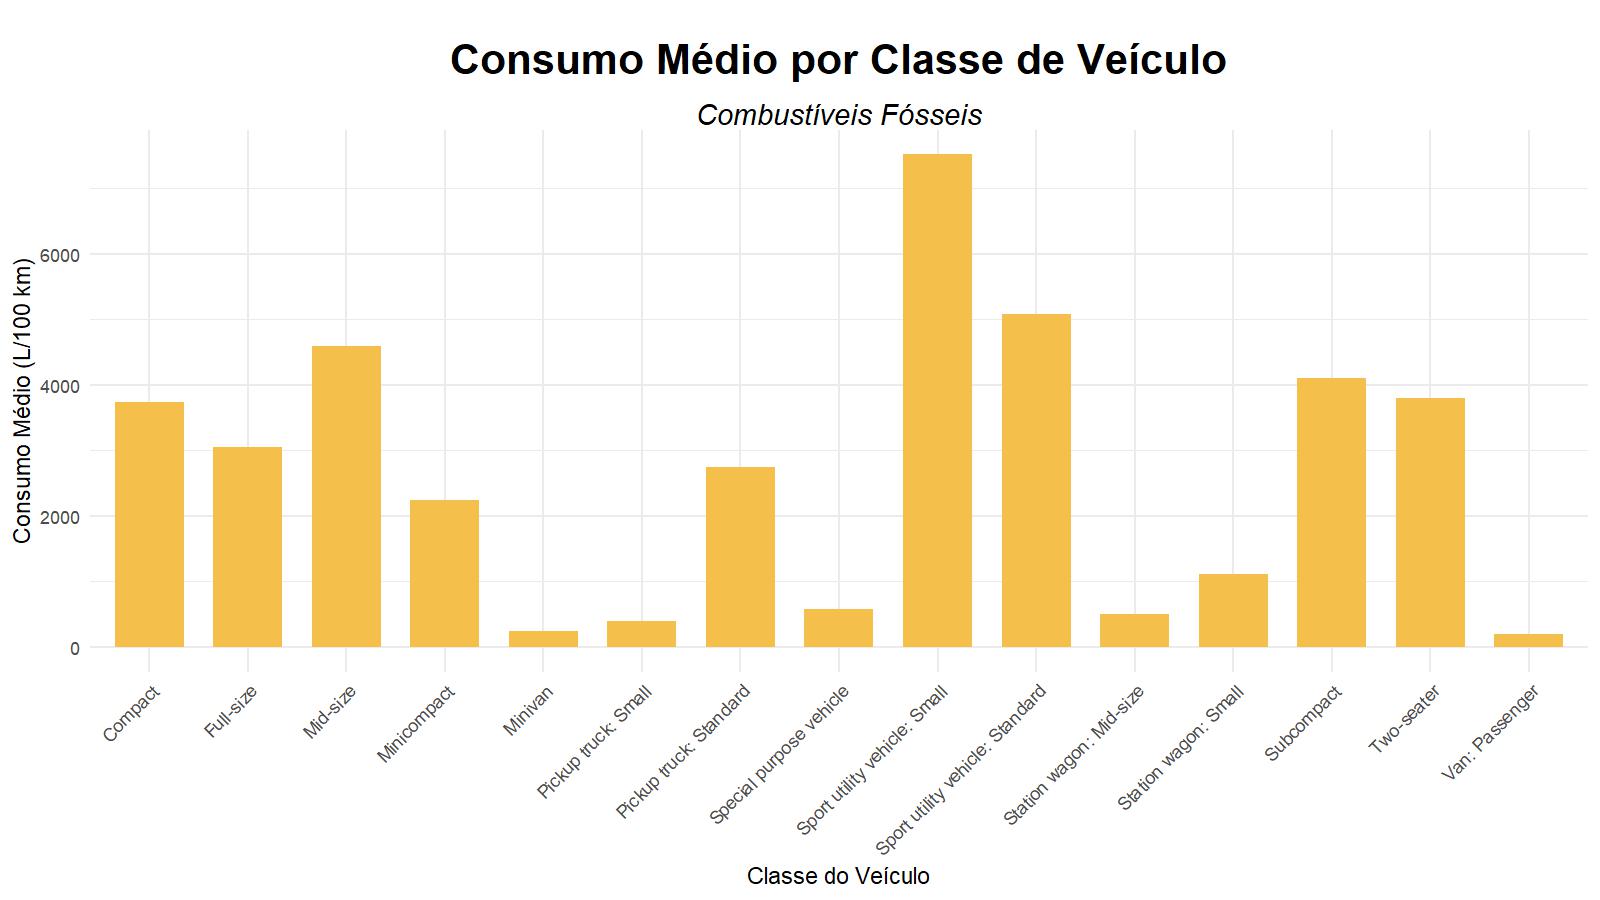 Consumo Médio por Classe de Veículo
Combustíveis Fósseis
Consumo Médio (L/100 km)
6000
4000
2000
0
Compact
Full-size
Mid-size
Minicompact
Minivan
Pickup truck: Small
Pickup truck: Standard
Special purpose vehicle
Sport utility vehicle: Small
Sport utility vehicle: Standard
Station wagon: Mid-size
Station wagon: Small
Subcompact
Two-seater
Van: Passenger
Classe do Veículo